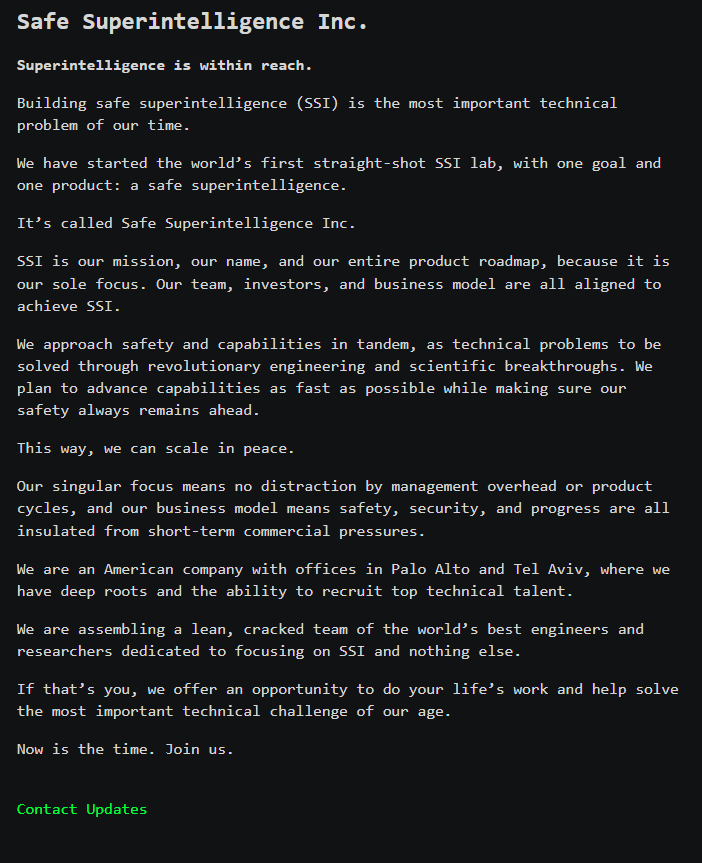 Safe Superintelligence Inc.
Superintelligence is within reach.
Building safe superintelligence (SSI) is the most important technical
problem of our time.
We have started the world’s first straight-shot SSI lab, with one goal and
one product: a safe superintelligence.
It’s called Safe Superintelligence Inc.
SSI is our mission, our name, and our entire product roadmap, because it is
our sole focus. Our team, investors, and business model are all aligned to
achieve SSI.
We approach safety and capabilities in tandem, as technical problems to be
solved through revolutionary engineering and scientific breakthroughs. We
plan to advance capabilities as fast as possible while making sure our
safety always remains ahead.
This way, we can scale in peace.
Our singular focus means no distraction by management overhead or product
cycles, and our business model means safety, security, and progress are all
insulated from short-term commercial pressures.
We are an American company with offices in Palo Alto and Tel Aviv, where we
have deep roots and the ability to recruit top technical talent.
We are assembling a lean, cracked team of the world’s best engineers and
researchers dedicated to focusing on SSI and nothing else.
If that’s you, we offer an opportunity to do your life’s work and help solve
the most important technical challenge of our age.
Now is the time. Join us.
Contact Updates